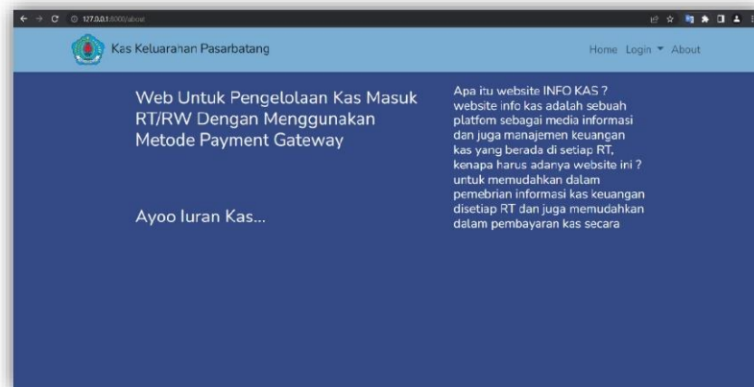 127.0.0.1:8000/about
Kas Keluarahan Pasarbatang
Home Login About
Web Untuk Pengelolaan Kas Masuk
RT/RW Dengan Menggunakan
Metode Payment Gateway
Ayoo Iuran Kas...
Apa itu website INFO KAS ?
website info kas adalah sebuah
platfom sebagai media informasi
dan juga manajemen keuangan
kas yang berada di setiap RT,
kenapa harus adanya website ini ?
untuk memudahkan dalam
pemebrian informasi kas keuangan
disetiap RT dan juga memudahkan
dalam pembayaran kas secara